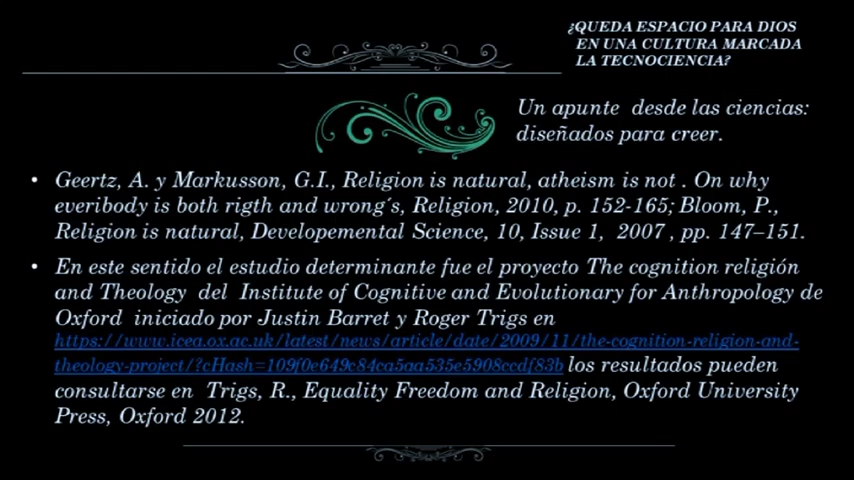 ¿QUEDA ESPACIO PARA DIOS
EN UNA CULTURA MARCADA
LA TECNOCIENCIA?
Un apunte desde las ciencias:
diseñados para creer.
• Geertz, A. y Markusson, G.I., Religion is natural, atheism is not . On why
everibody is both rigth and wrong´s, Religion, 2010, p. 152-165; Bloom, P.,
Religion is natural, Developemental Science, 10, Issue 1, 2007 , pp. 147–151.
• En este sentido el estudio determinante fue el proyecto The cognition religión
and Theology del Institute of Cognitive and Evolutionary for Anthropology de
Oxford iniciado por Justin Barret y Roger Trigs en
https://www.icea.ox.ac.uk/latest/news/article/date/2009/11/the-cognition-religion-and-
theology-project/?cHash=109f0e649c84ca5aa535e5908ccdf83b los resultados pueden
consultarse en Trigs, R., Equality Freedom and Religion, Oxford University
Press, Oxford 2012.